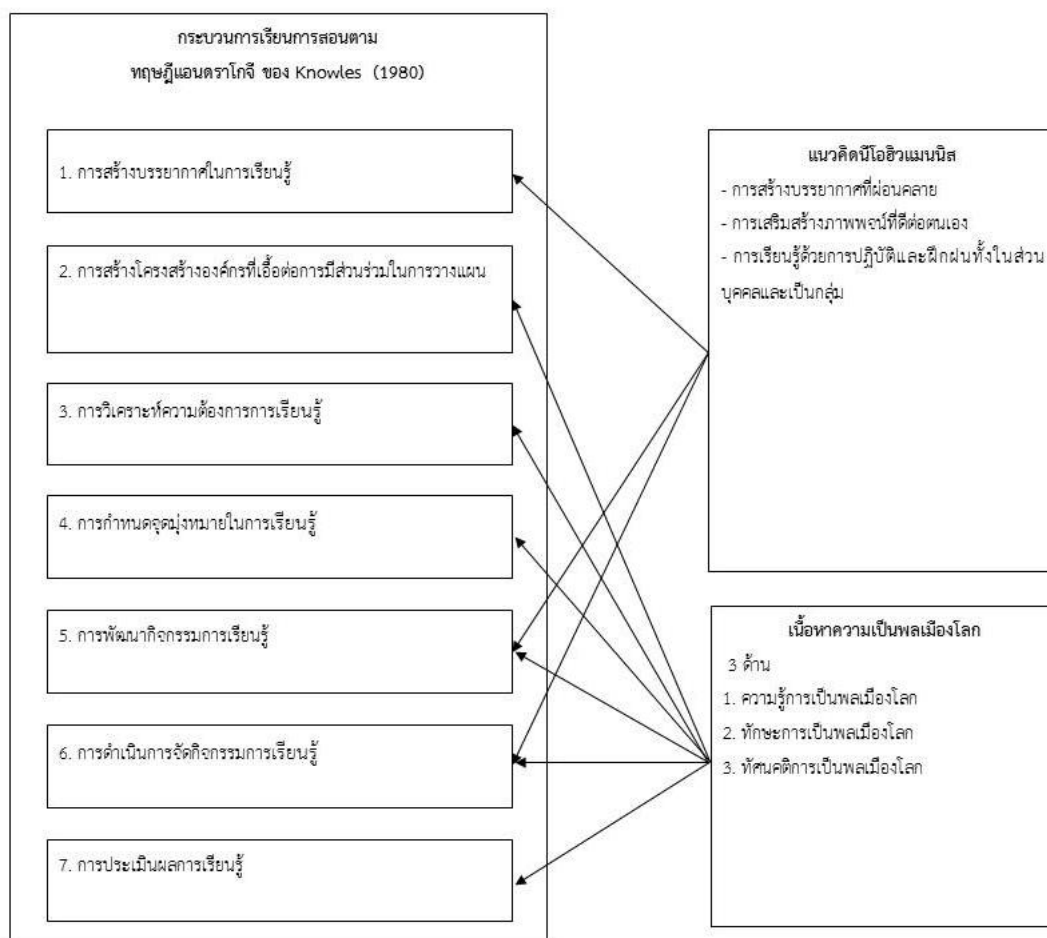 กระบวนการเรียนการสอนตาม
ทฤษฎีแอนดราโกจี ของ Knowles (1980)
1. การสร้างบรรยากาศในการเรียนรู้
2. การสร้างโครงสร้างองค์กรที่เอื้อต่อการมีส่วนร่วมในการวางแผน
3. การวิเคราะห์ความต้องการการเรียนรู้
4. การกำหนดจุดมุ่งหมายในการเรียนรู้
5. การพัฒนากิจกรรมการเรียนรู้
6. การดำเนินการจัดกิจกรรมการเรียนรู้
7. การประเมินผลการเรียนรู้
แนวคิดนีโอฮิวแมนนิส
- การสร้างบรรยากาศที่ผ่อนคลาย
- การเสริมสร้างภาพพจน์ที่ดีต่อตนเอง
- การเรียนรู้ด้วยการปฏิบัติและฝึกฝนทั้งในส่วน
บุคคลและเป็นกลุ่ม
เนื้อหาความเป็นพลเมืองโลก
3 ด้าน
1. ความรู้การเป็นพลเมืองโลก
2. ทักษะการเป็นพลเมืองโลก
3. ทัศนคติการเป็นพลเมืองโลก